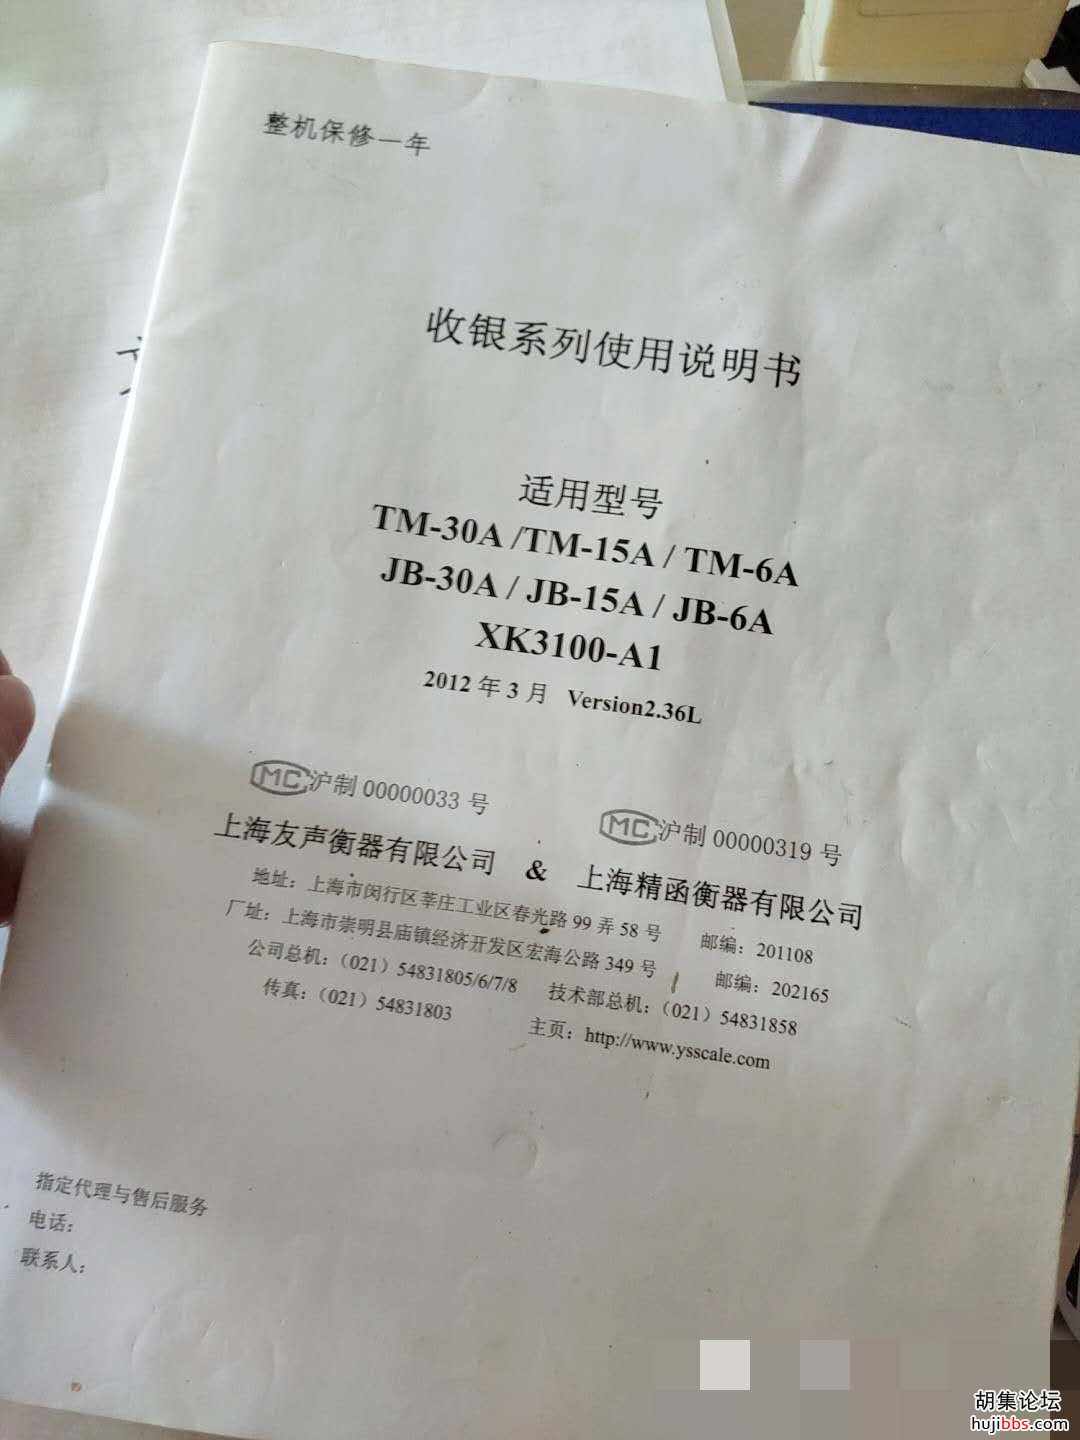 整机保修一年
收银系列使用说明书
适用型号
TM-30A /TM-15A / TM-6A
JB-30A / JB-15A / JB-6A
XK3100-A1
2012 年 3 月 Version2.36L
MC 沪制 00000033 号
MC 沪制 00000319 号
上海友声衡器有限公司 & 上海精函衡器有限公司
地址：上海市闵行区莘庄工业区春光路 99 弄 58 号 邮编：201108
厂址：上海市崇明县庙镇经济开发区宏海公路 349 号 邮编：202165
公司总机：（021）54831805/6/7/8 技术部总机：（021）54831858
传真：（021）54831803 主页：http://www.ysscale.com
指定代理与售后服务
电话：
联系人：
胡集论坛
hujibbs.com